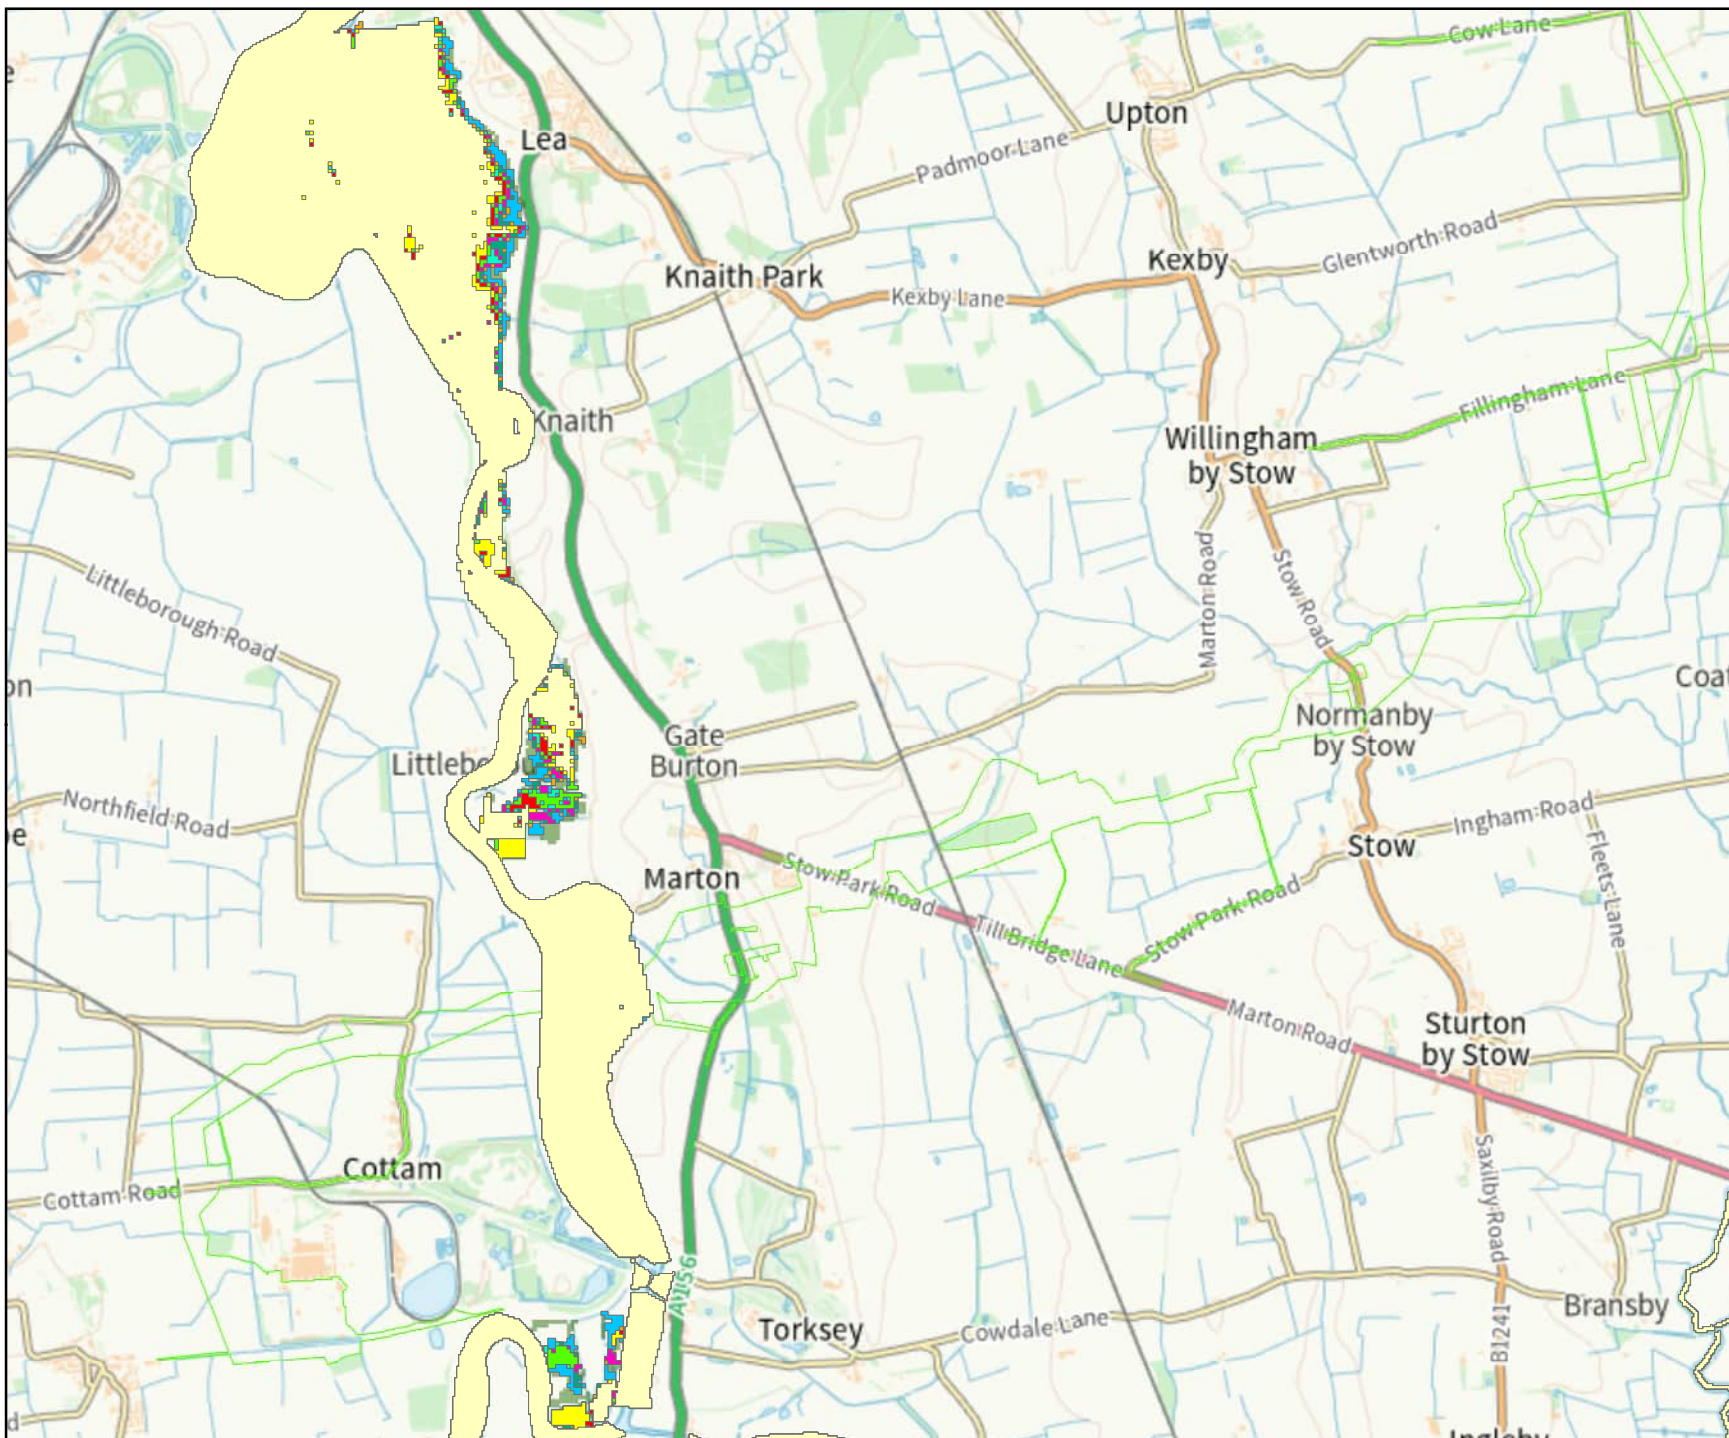 Cow Lane
Upton
Lea
Padmoor Lane
Glentworth Road
Kexby
Knaith Park
Kexby Lane
Fillingham Lane
Knaith
Willingham
by Stow
Marton Road
Stow Road
Littleborough Road
on
Coat
Normanby
by Stow
Gate
Burton
Northfield Road
Ingham Road
Stow
Fleets Lane
Marton
Stow Park Road
Stow Park Road
Till Bridge Lane
Marton Road
Sturton
by Stow
Cottam
Cottam Road
Saxilby Road
A156
Torksey
Cowdale Lane
Bransby
B1241